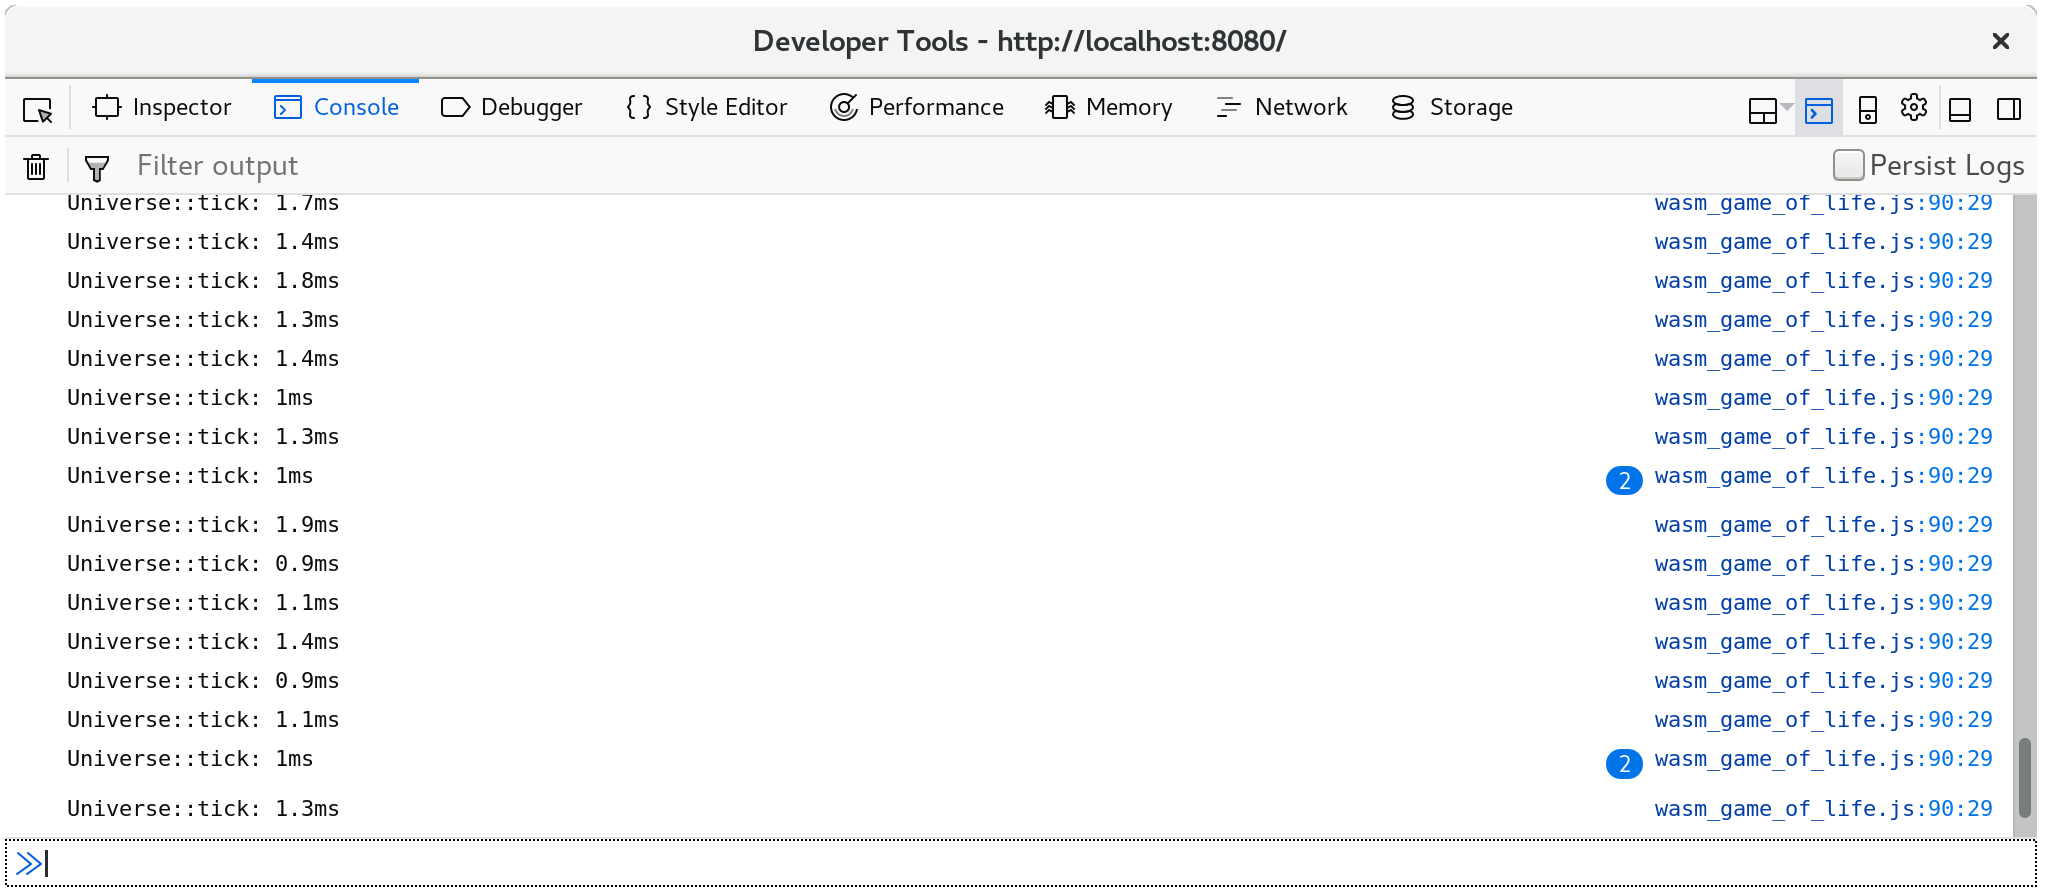 Developer Tools - http://localhost:8080/
Inspector Console Debugger { } Style Editor Performance Memory Network Storage
Filter output Persist Logs
Universe::tick: 1.7ms wasm_game_of_life.js:90:29
Universe::tick: 1.4ms wasm_game_of_life.js:90:29
Universe::tick: 1.8ms wasm_game_of_life.js:90:29
Universe::tick: 1.3ms wasm_game_of_life.js:90:29
Universe::tick: 1.4ms wasm_game_of_life.js:90:29
Universe::tick: 1ms wasm_game_of_life.js:90:29
Universe::tick: 1.3ms wasm_game_of_life.js:90:29
Universe::tick: 1ms 2 wasm_game_of_life.js:90:29
Universe::tick: 1.9ms wasm_game_of_life.js:90:29
Universe::tick: 0.9ms wasm_game_of_life.js:90:29
Universe::tick: 1.1ms wasm_game_of_life.js:90:29
Universe::tick: 1.4ms wasm_game_of_life.js:90:29
Universe::tick: 0.9ms wasm_game_of_life.js:90:29
Universe::tick: 1.1ms wasm_game_of_life.js:90:29
Universe::tick: 1ms 2 wasm_game_of_life.js:90:29
Universe::tick: 1.3ms wasm_game_of_life.js:90:29